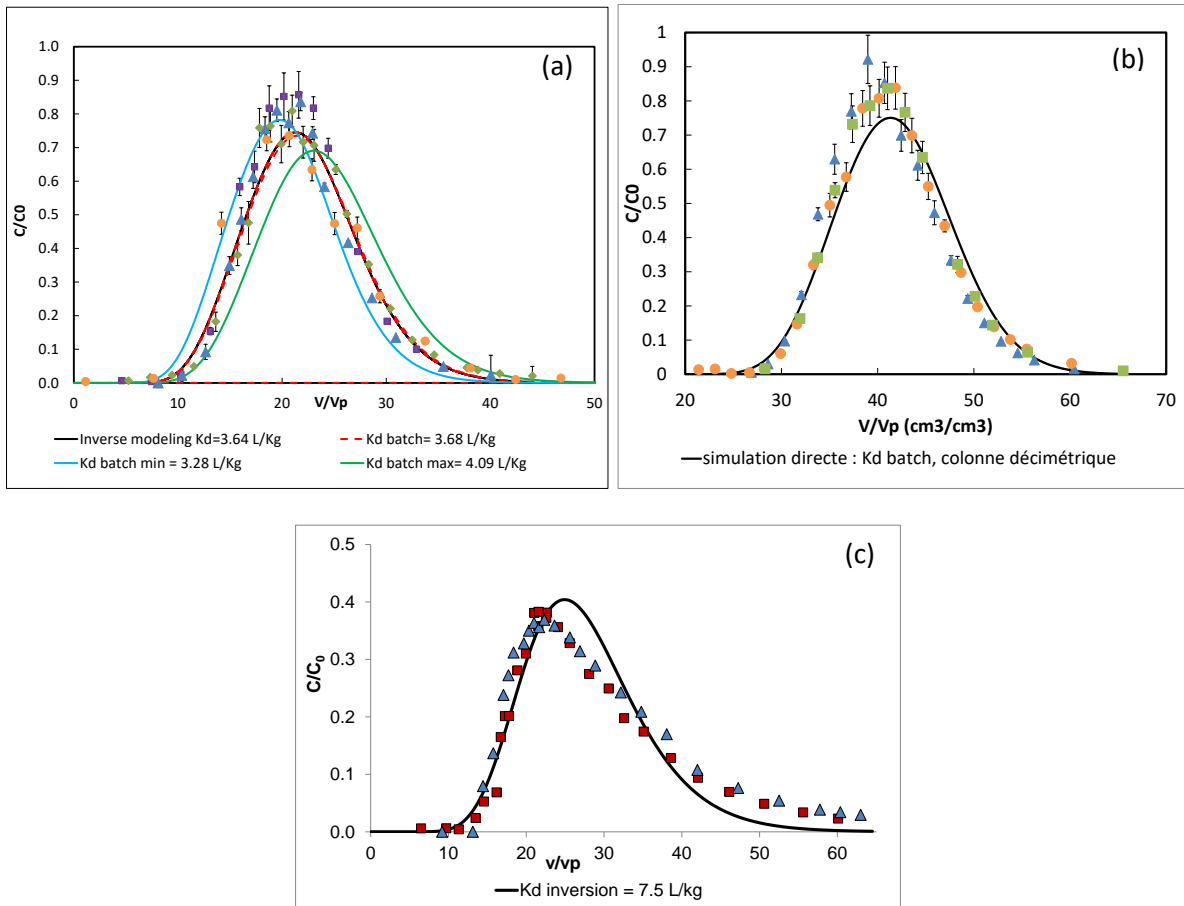 (a)
C/C0
1.0
0.9
0.8
0.7
0.6
0.5
0.4
0.3
0.2
0.1
0.0
0 10 20 30 40 50
V/Vp
Inverse modeling Kd=3.64 L/Kg
Kd batch= 3.68 L/Kg
Kd batch min = 3.28 L/Kg
Kd batch max= 4.09 L/Kg
(b)
C/C0
1
0.9
0.8
0.7
0.6
0.5
0.4
0.3
0.2
0.1
0
20 30 40 50 60 70
V/Vp (cm3/cm3)
simulation directe : Kd batch, colonne décimétrique
(c)
C/C0
0.5
0.4
0.3
0.2
0.1
0.0
0 10 20 30 40 50 60
v/vp
Kd inversion = 7.5 L/kg